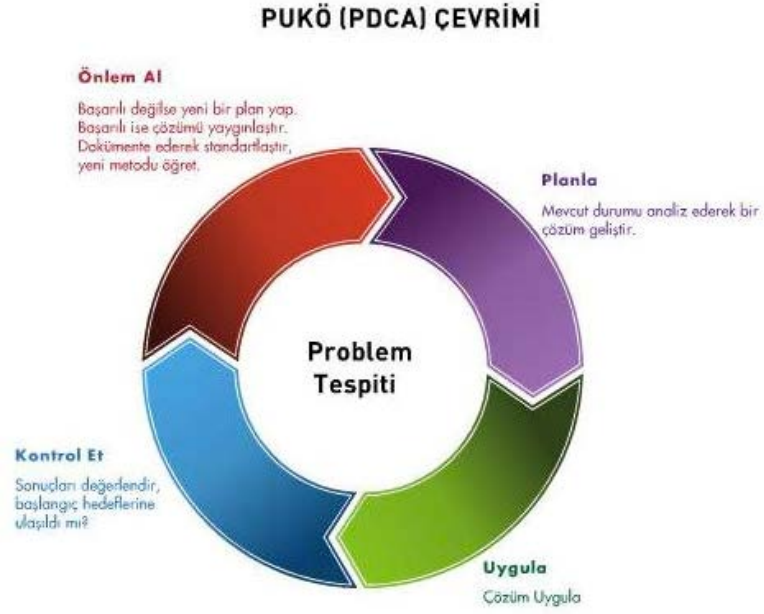 PUKÖ (PDCA) ÇEVRİMİ
Önlem Al
Başarılı değilse yeni bir plan yap.
Başarılı ise çözümü yaygınlaştır.
Dokümente ederek standartlaştır,
yeni metodu öğret.
Planla
Mevcut durumu analiz ederek bir
çözüm geliştir.
Problem
Tespiti
Kontrol Et
Sonuçları değerlendir,
başlangıç hedeflerine
ulaşıldı mı?
Uygula
Çözüm Uygula